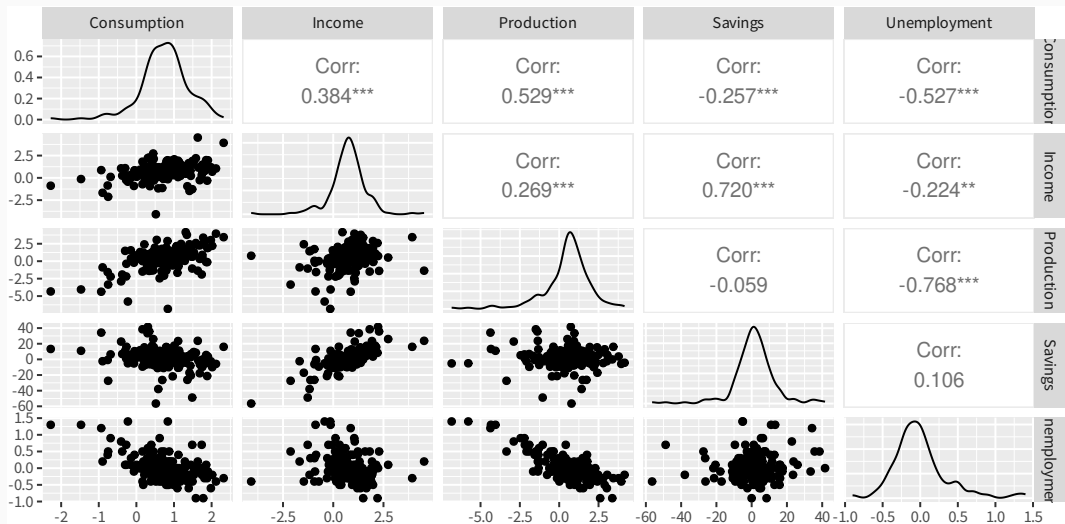 Consumption Income Production Savings Unemployment
0.6 Corr: Corr: Corr: Corr: Consumption
0.4 0.384*** 0.529*** -0.257*** -0.527***
0.2
0.0
2.5 Corr: Corr: Corr: Income
0.0 0.269*** 0.720*** -0.224**
-2.5
2.5 Corr: Corr: Production
0.0 -0.059 -0.768***
-2.5
-5.0
40 Corr: Savings
20 0.106
0
-20
-40
-60
1.5 nemployme
1.0
0.5
0.0
-0.5
-1.0
-2 -1 0 1 2 -2.5 0.0 2.5 -5.0 -2.5 0.0 2.5 -60 -40 -20 0 20 40 -1.0 -0.5 0.0 0.5 1.0 1.5